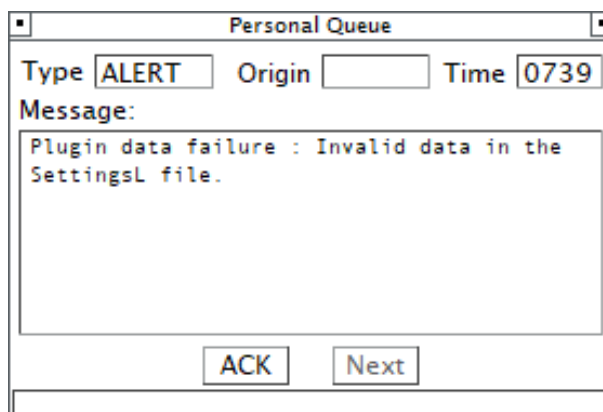 Personal Queue
Type ALERT Origin Time 0739
Message:
Plugin data failure : Invalid data in the
SettingsL file.
ACK Next